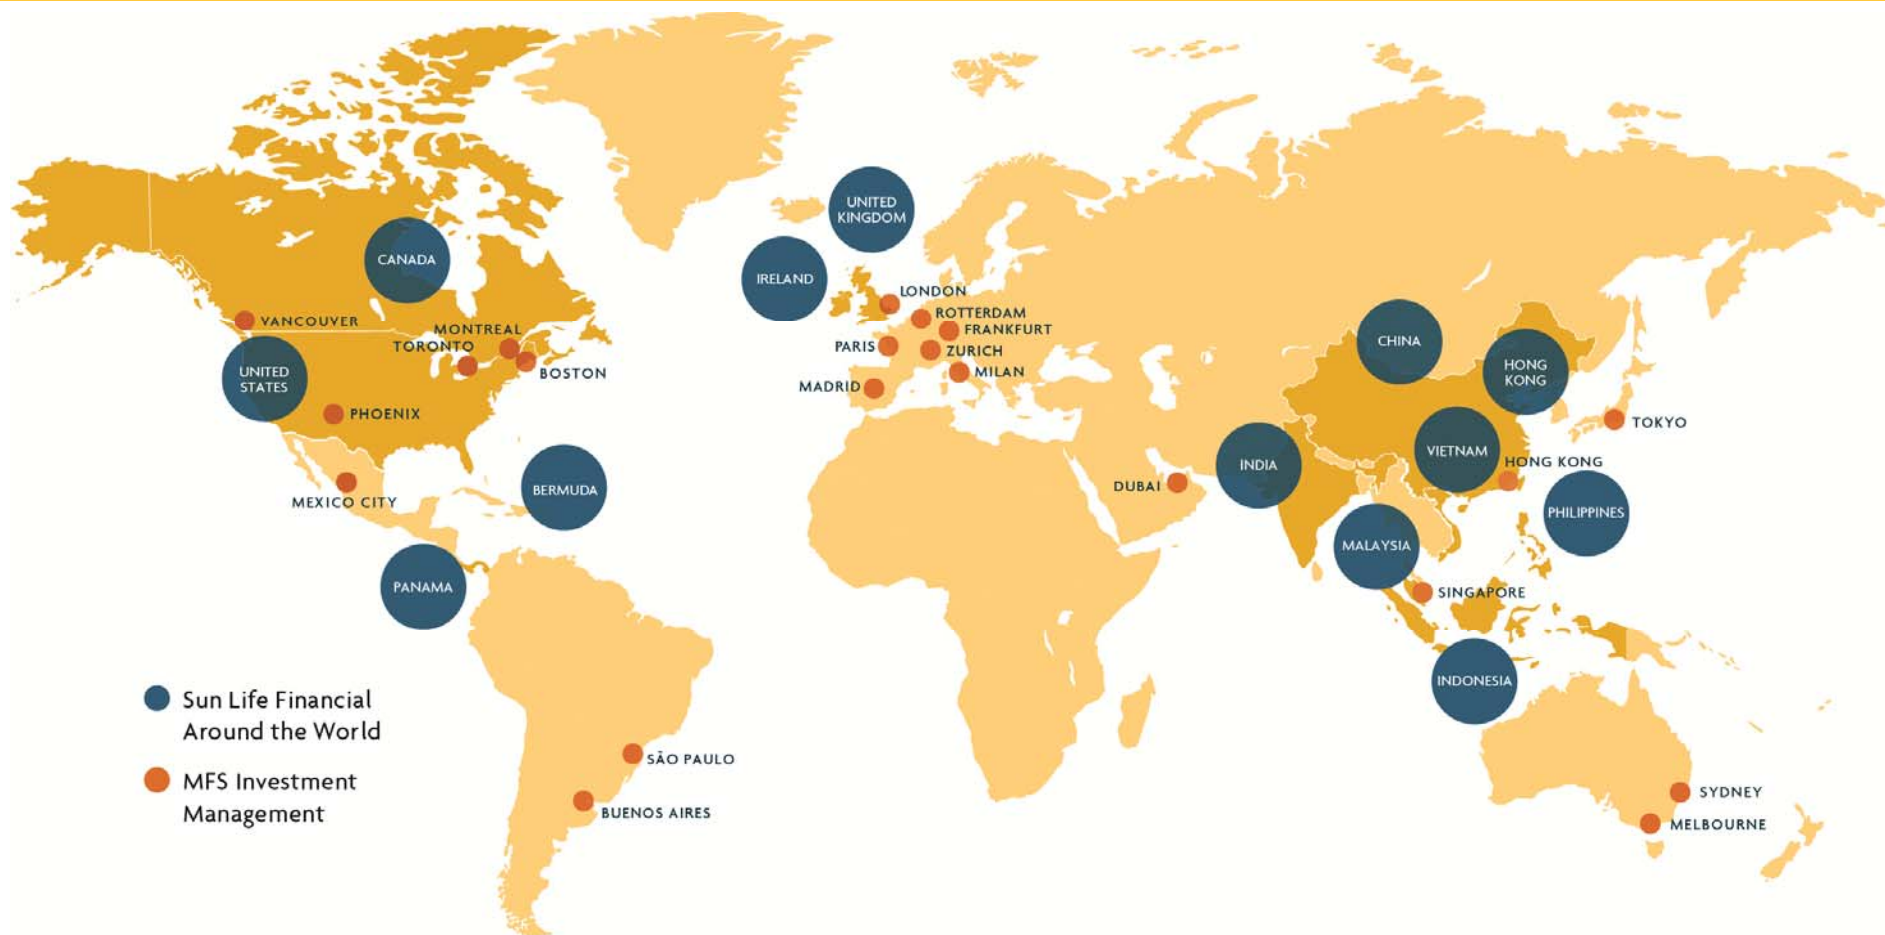 UNITED
KINGDOM
CANADA
IRELAND
LONDON
ROTTERDAM
FRANKFURT
VANCOUVER
MONTREAL
TORONTO
PARIS
ZURICH
BOSTON
MILAN
MADRID
UNITED
STATES
PHOENIX
CHINA
HONG
KONG
TOKYO
VIETNAM
HONG KONG
INDIA
DUBAI
BERMUDA
MEXICO CITY
PHILIPPINES
MALAYSIA
PANAMA
SINGAPORE
INDONESIA
Sun Life Financial
Around the World
MFS Investment
Management
SÃO PAULO
BUENOS AIRES
SYDNEY
MELBOURNE